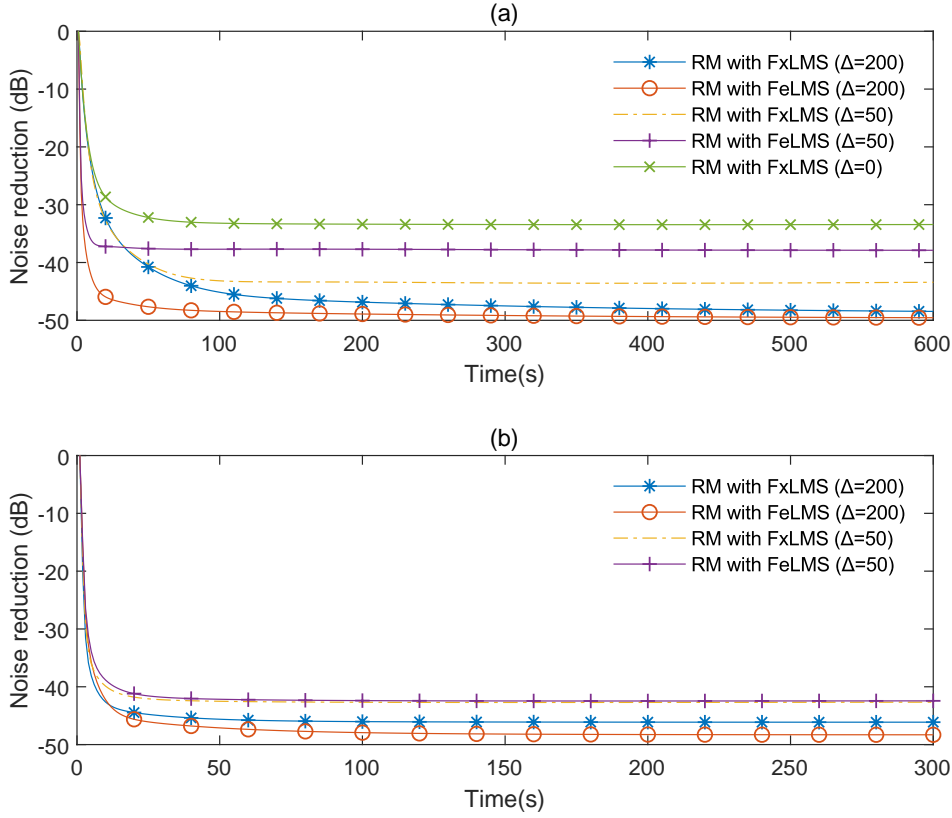 (a)
Noise reduction (dB)
0
-10
-20
-30
-40
-50
RM with FxLMS (Δ=200)
RM with FeLMS (Δ=200)
RM with FxLMS (Δ=50)
RM with FeLMS (Δ=50)
RM with FxLMS (Δ=0)
0 100 200 300 400 500 600
Time(s)
(b)
Noise reduction (dB)
0
-10
-20
-30
-40
-50
RM with FxLMS (Δ=200)
RM with FeLMS (Δ=200)
RM with FxLMS (Δ=50)
RM with FeLMS (Δ=50)
0 50 100 150 200 250 300
Time(s)